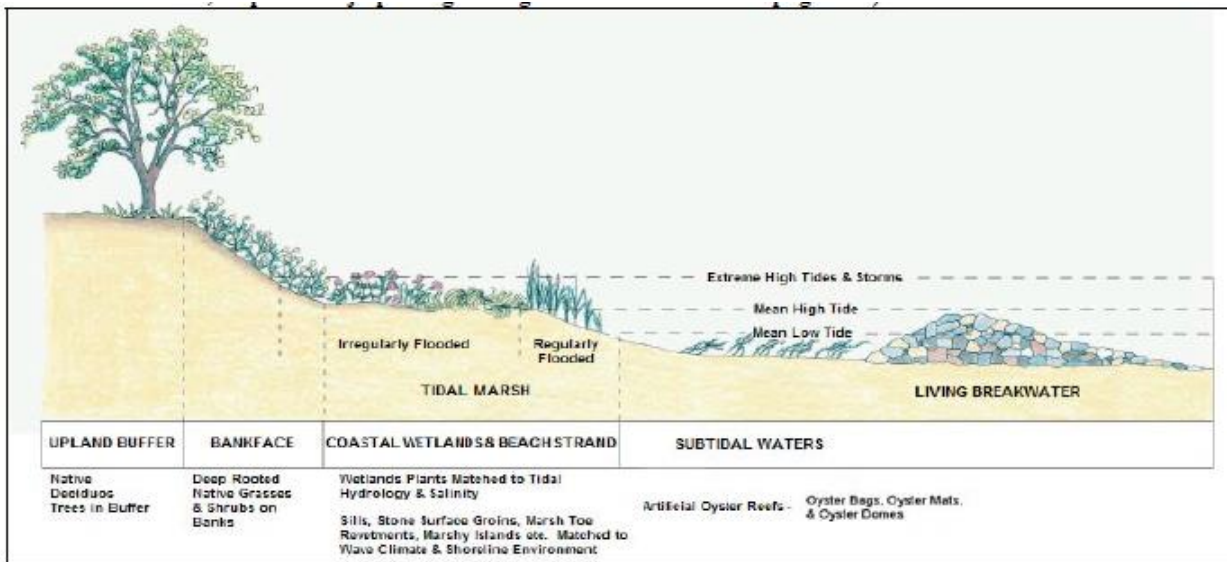 Extreme High Tides & Storms
Mean High Tide
Mean Low Tide
Irregularly Flooded
Regularly
Flooded
TIDAL MARSH
LIVING BREAKWATER
UPLAND BUFFER
BANKFACE
COASTAL WETLANDS & BEACH STRAND
SUBTIDAL WATERS
Native
Deciduos
Trees in Buffer
Deep Rooted
Native Grasses
& Shrubs on
Banks
Wetlands Plants Matched to Tidal
Hydrology & Salinity
Sills, Stone Surface Groins, Marsh Toe
Revetments, Marshy Islands etc. Matched to
Wave Climate & Shoreline Environment
Artificial Oyster Reefs -
Oyster Bags, Oyster Mats,
& Oyster Domes